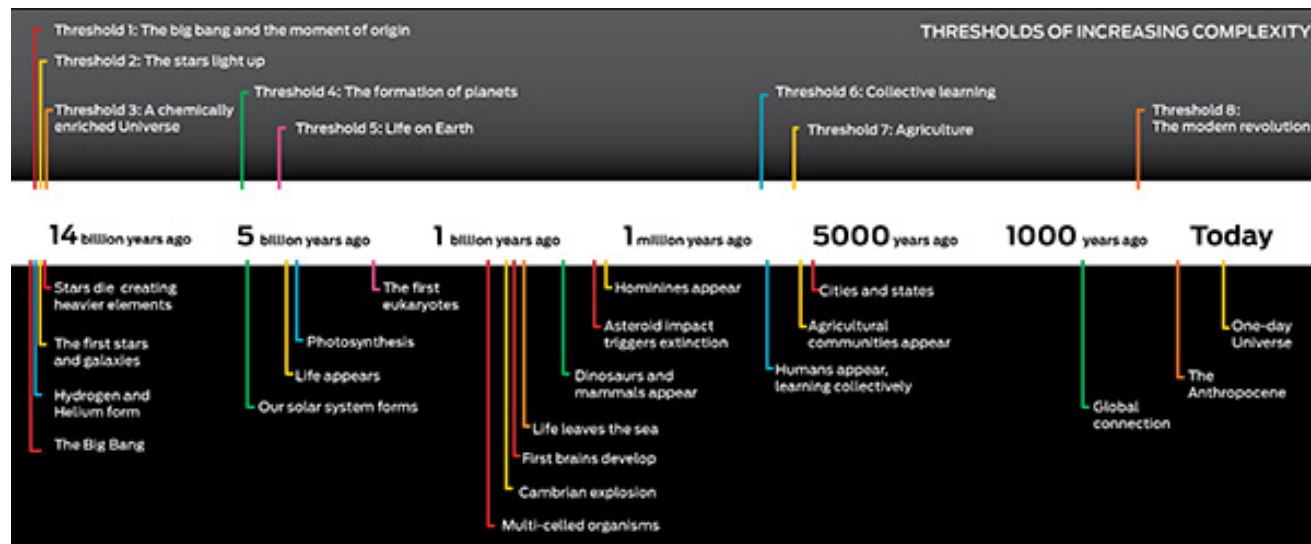 Threshold 1: The big bang and the moment of origin
THRESHOLDS OF INCREASING COMPLEXITY
Threshold 2: The stars light up
Threshold 3: A chemically
enriched Universe
Threshold 4: The formation of planets
Threshold 5: Life on Earth
Threshold 6: Collective learning
Threshold 7: Agriculture
Threshold 8:
The modern revolution
14 billion years ago
5 billion years ago
1 billion years ago
1 million years ago
5000 years ago
1000 years ago
Today
Stars die creating
heavier elements
The first stars
and galaxies
Hydrogen and
Helium form
The Big Bang
The first
eukaryotes
Photosynthesis
Life appears
Our solar system forms
Hominines appear
Asteroid impact
triggers extinction
Dinosaurs and
mammals appear
Life leaves the sea
First brains develop
Cambrian explosion
Multi-celled organisms
Cities and states
Agricultural
communities appear
Humans appear,
learning collectively
One-day
Universe
The
Anthropocene
Global
connection